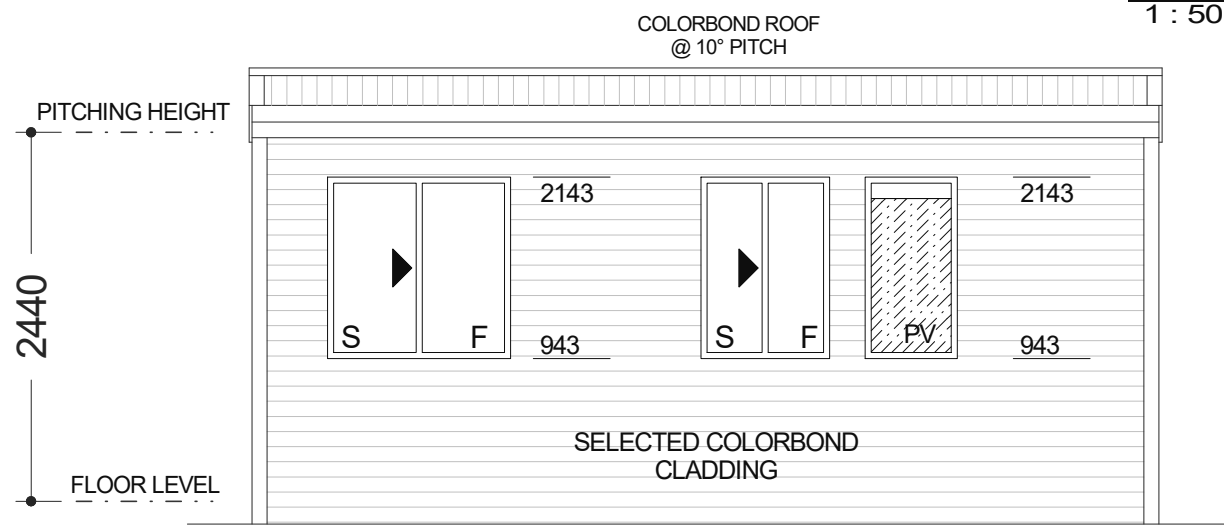 1 : 50
COLORBOND ROOF
@ 10° PITCH
PITCHING HEIGHT
2143
2143
2440
S
F
S
F
PV
943
943
SELECTED COLORBOND
CLADDING
FLOOR LEVEL